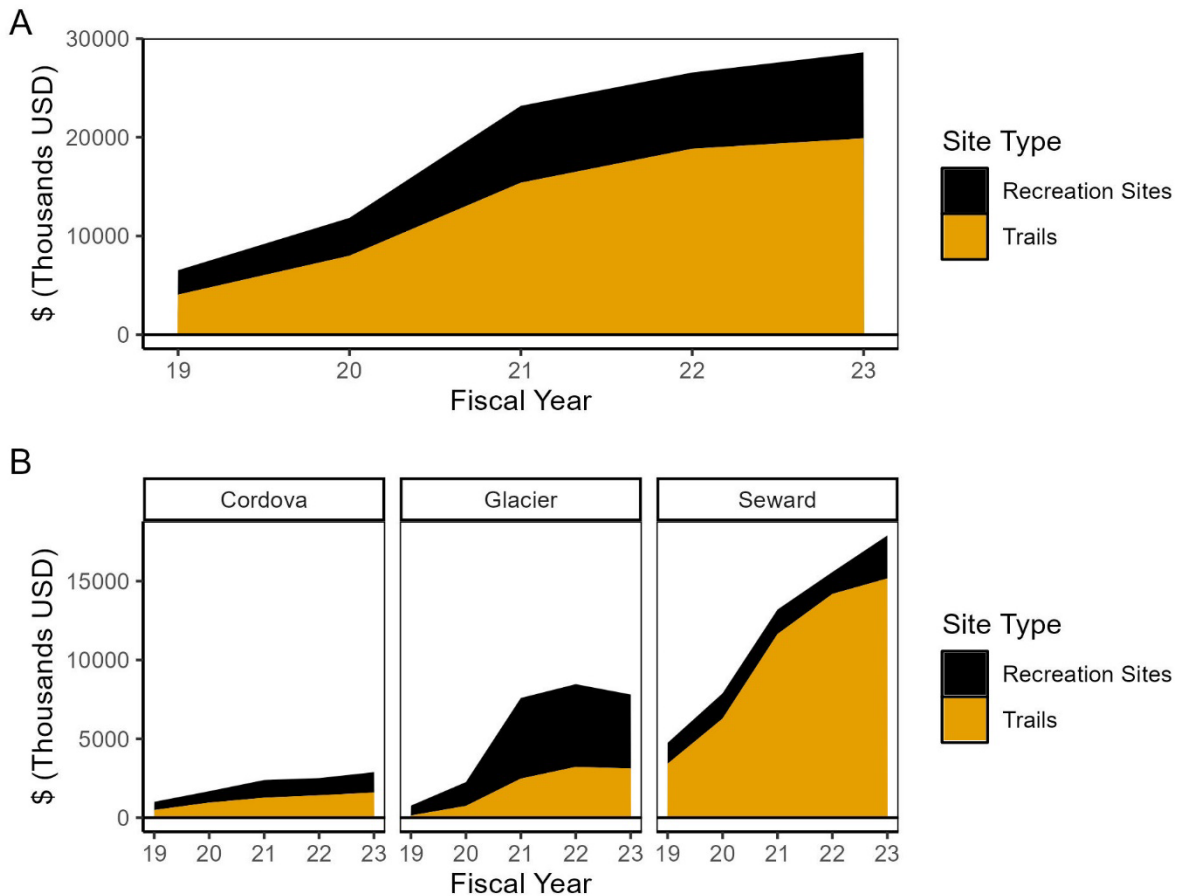 A
30000
20000
10000
0
$ (Thousands USD)
19 20 21 22 23
Fiscal Year
Site Type
Recreation Sites
Trails
B
Cordova Glacier Seward
15000
10000
5000
0
$ (Thousands USD)
19 20 21 22 23 19 20 21 22 23 19 20 21 22 23
Fiscal Year
Site Type
Recreation Sites
Trails